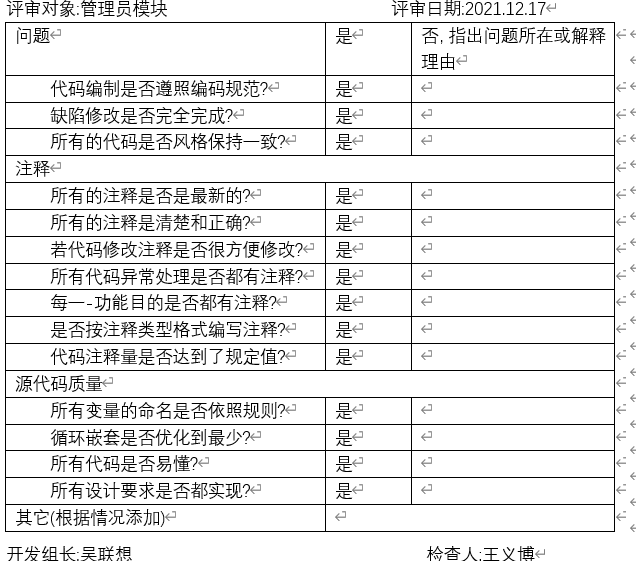 评审对象:管理员模块 评审日期:2021.12.17
问题 是 否, 指出问题所在或解释
理由
代码编制是否遵照编码规范? 是
缺陷修改是否完全完成? 是
所有的代码是否风格保持一致? 是
注释
所有的注释是否是最新的? 是
所有的注释是清楚和正确? 是
若代码修改注释是否很方便修改? 是
所有代码异常处理是否都有注释? 是
每一-功能目的是否都有注释? 是
是否按注释类型格式编写注释? 是
代码注释量是否达到了规定值? 是
源代码质量
所有变量的命名是否依照规则? 是
循环嵌套是否优化到最少? 是
所有代码是否易懂? 是
所有设计要求是否都实现? 是
其它(根据情况添加)
开发组长:吴联想 检查人:王义博